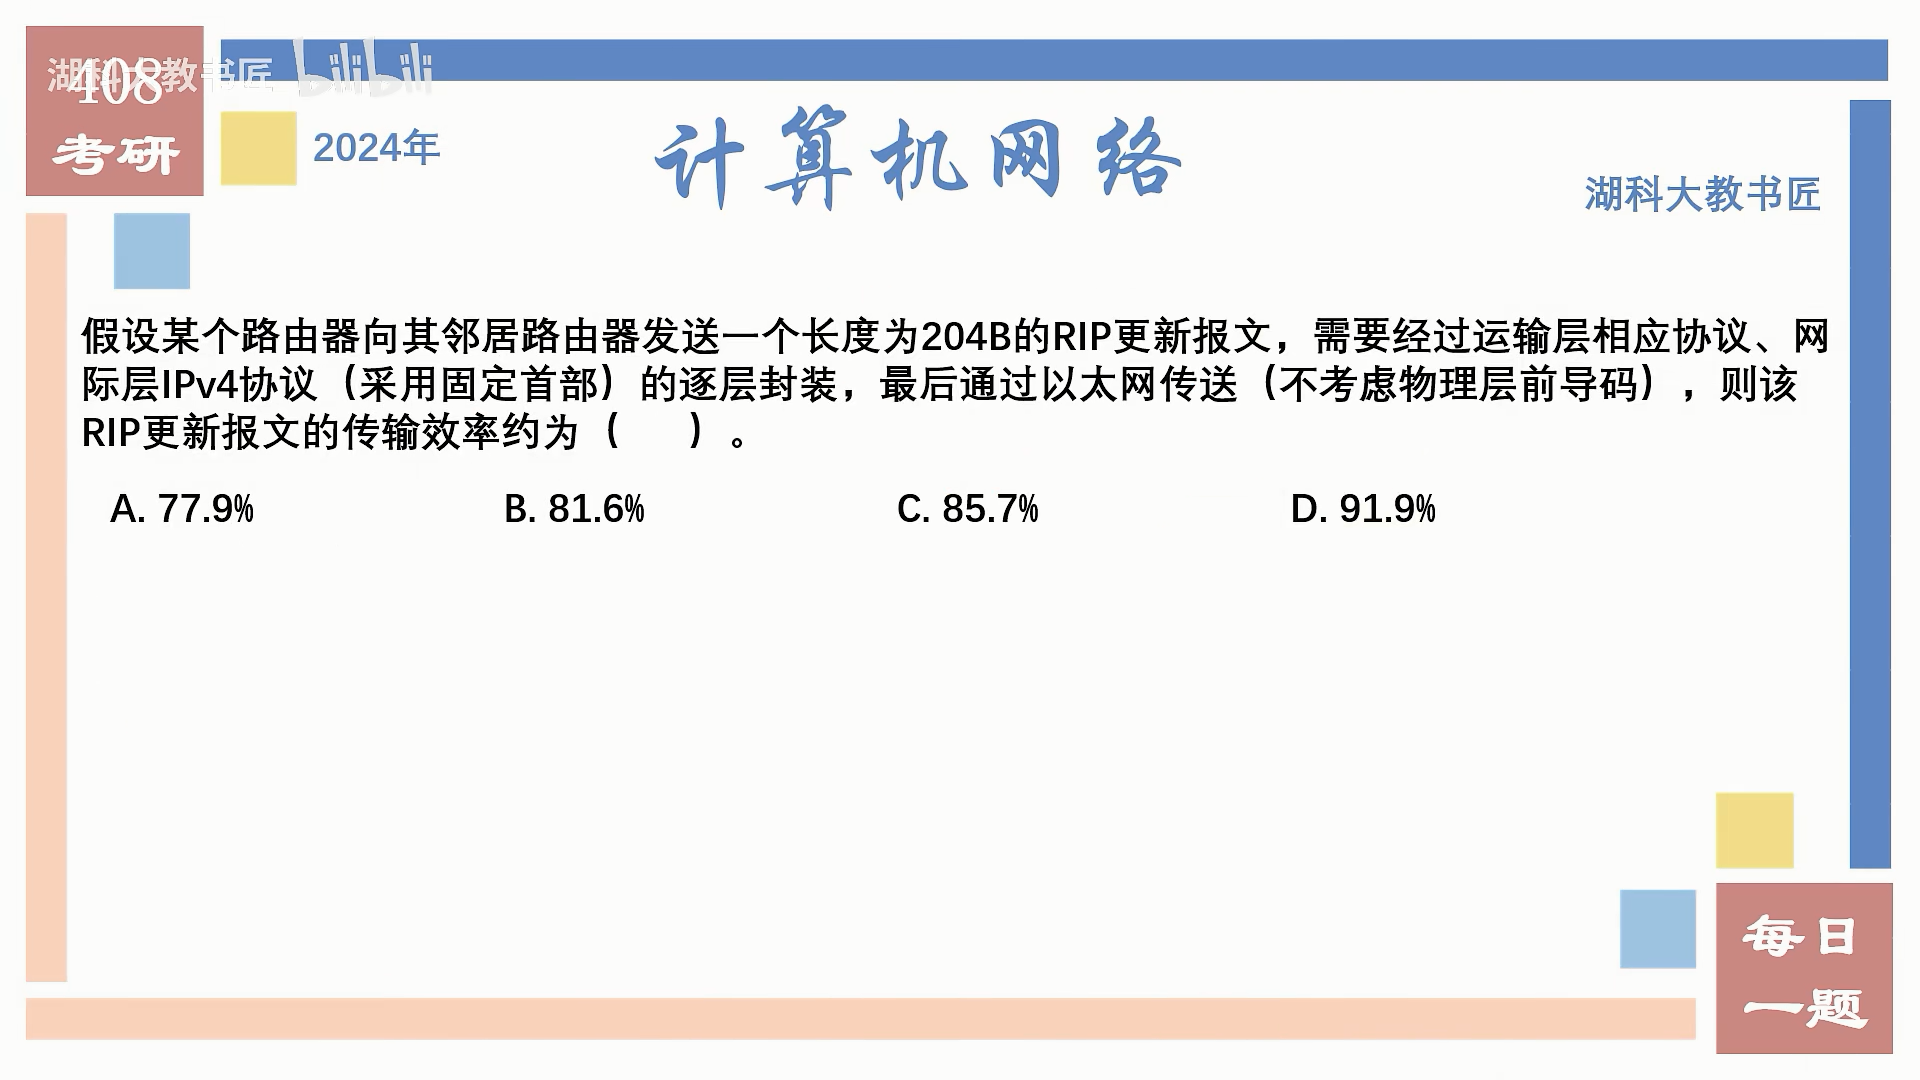 湖科大教书匠 bilibili
408
考研
2024年
计算机网络
湖科大教书匠
假设某个路由器向其邻居路由器发送一个长度为204B的RIP更新报文，需要经过运输层相应协议、网
际层IPv4协议（采用固定首部）的逐层封装，最后通过以太网传送（不考虑物理层前导码），则该
RIP更新报文的传输效率约为（　　）。
A. 77.9% B. 81.6% C. 85.7% D. 91.9%
每日
一题